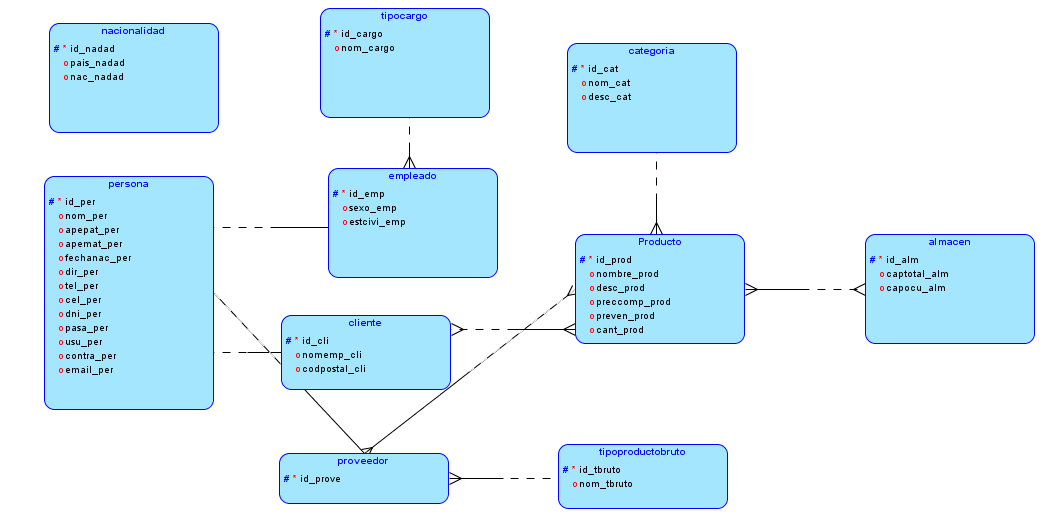 nacionalidad
# * id_nadad
o pais_nadad
o nac_nadad
tipocargo
# * id_cargo
o nom_cargo
categoria
# * id_cat
o nom_cat
o desc_cat
persona
# * id_per
o nom_per
o apepat_per
o apemat_per
o fechanac_per
o dir_per
o tel_per
o cel_per
o dni_per
o pasa_per
o usu_per
o contra_per
o email_per
empleado
# * id_emp
o sexo_emp
o estcivi_emp
Producto
# * id_prod
o nombre_prod
o desc_prod
o preccomp_prod
o preven_prod
o cant_prod
almacen
# * id_alm
o captotal_alm
o capocu_alm
cliente
# * id_cli
o nomemp_cli
o codpostal_cli
proveedor
# * id_prove
tipoproductobruto
# * id_tbruto
o nom_tbruto